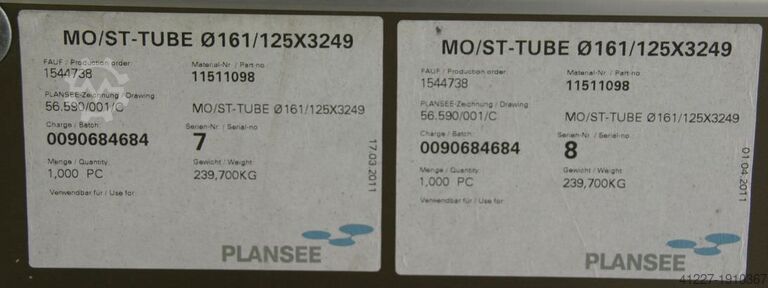 MO/ST-TUBE Ø161/125X3249
FAUF / Production order: Material-Nr / Part-no
1544738 11511098
PLANSEE-Zeichnung / Drawing
56.590/001/C MO/ST-TUBE Ø161/125X3249
Charge / Batch: Serien-Nr. / Serial-no
0090684684 7
Menge / Quantity Gewicht / Weight
1,000 PC 239,700KG
Verwendbar für / Use for:
17.03.2011
PLANSEE
MO/ST-TUBE Ø161/125X3249
FAUF / Production order: Material-Nr. / Part-no
1544738 11511098
PLANSEE-Zeichnung / Drawing
56.590/001/C MO/ST-TUBE Ø161/125X3249
Charge / Batch: Serien-Nr. / Serial-no:
0090684684 8
Menge / Quantity Gewicht / Weight
1,000 PC 239,700KG
Verwendbar für / Use for:
01.04.2011
PLANSEE
41227-1910367